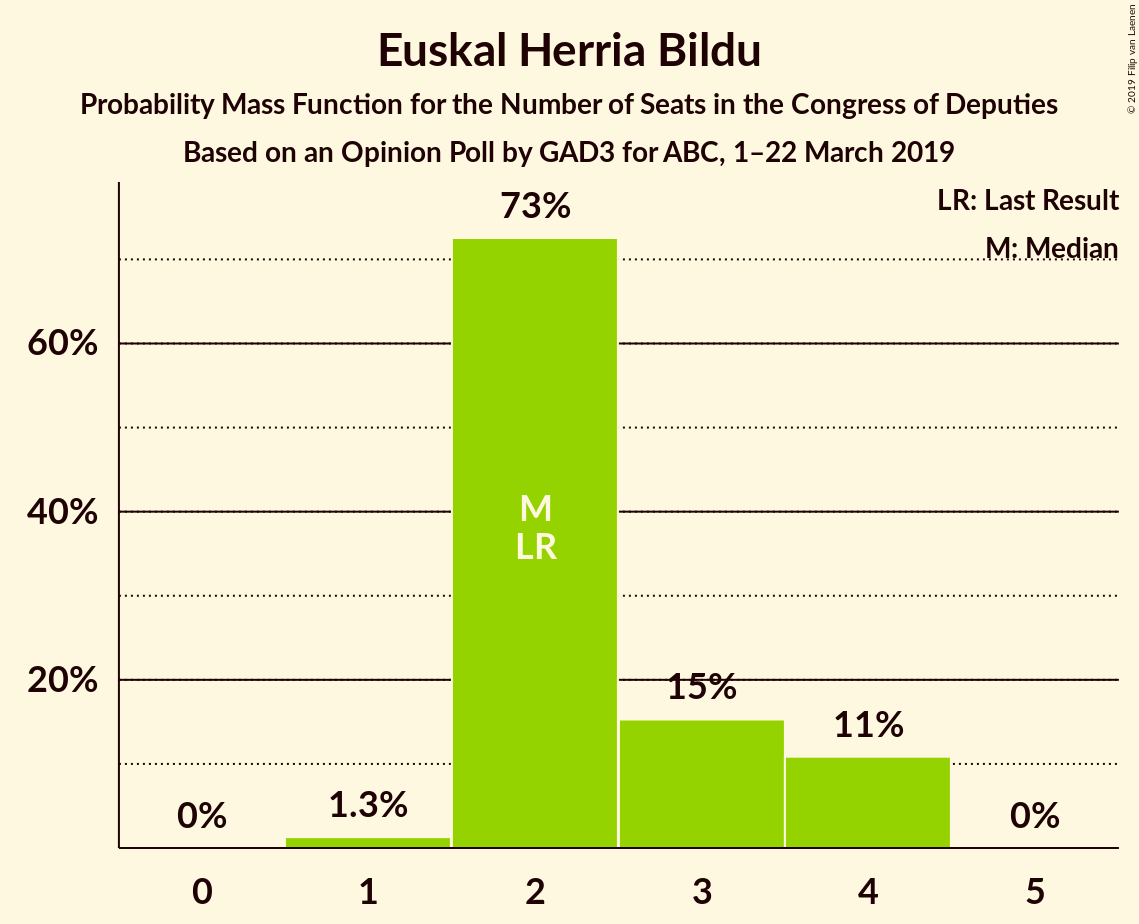 Euskal Herria Bildu
Probability Mass Function for the Number of Seats in the Congress of Deputies
Based on an Opinion Poll by GAD3 for ABC, 1–22 March 2019
© 2019 Filip van Laenen
LR: Last Result
M: Median
73%
60%
40%
20%
M
LR
15%
11%
1.3%
0%
0%
0
1
2
3
4
5